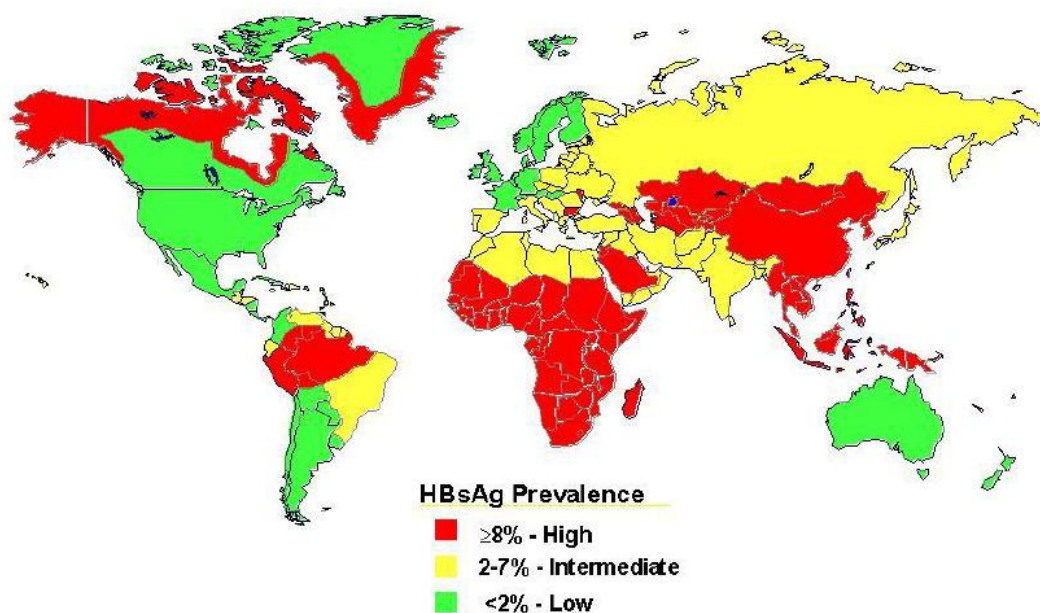 HBsAg Prevalence
≥8% - High
2-7% - Intermediate
<2% - Low